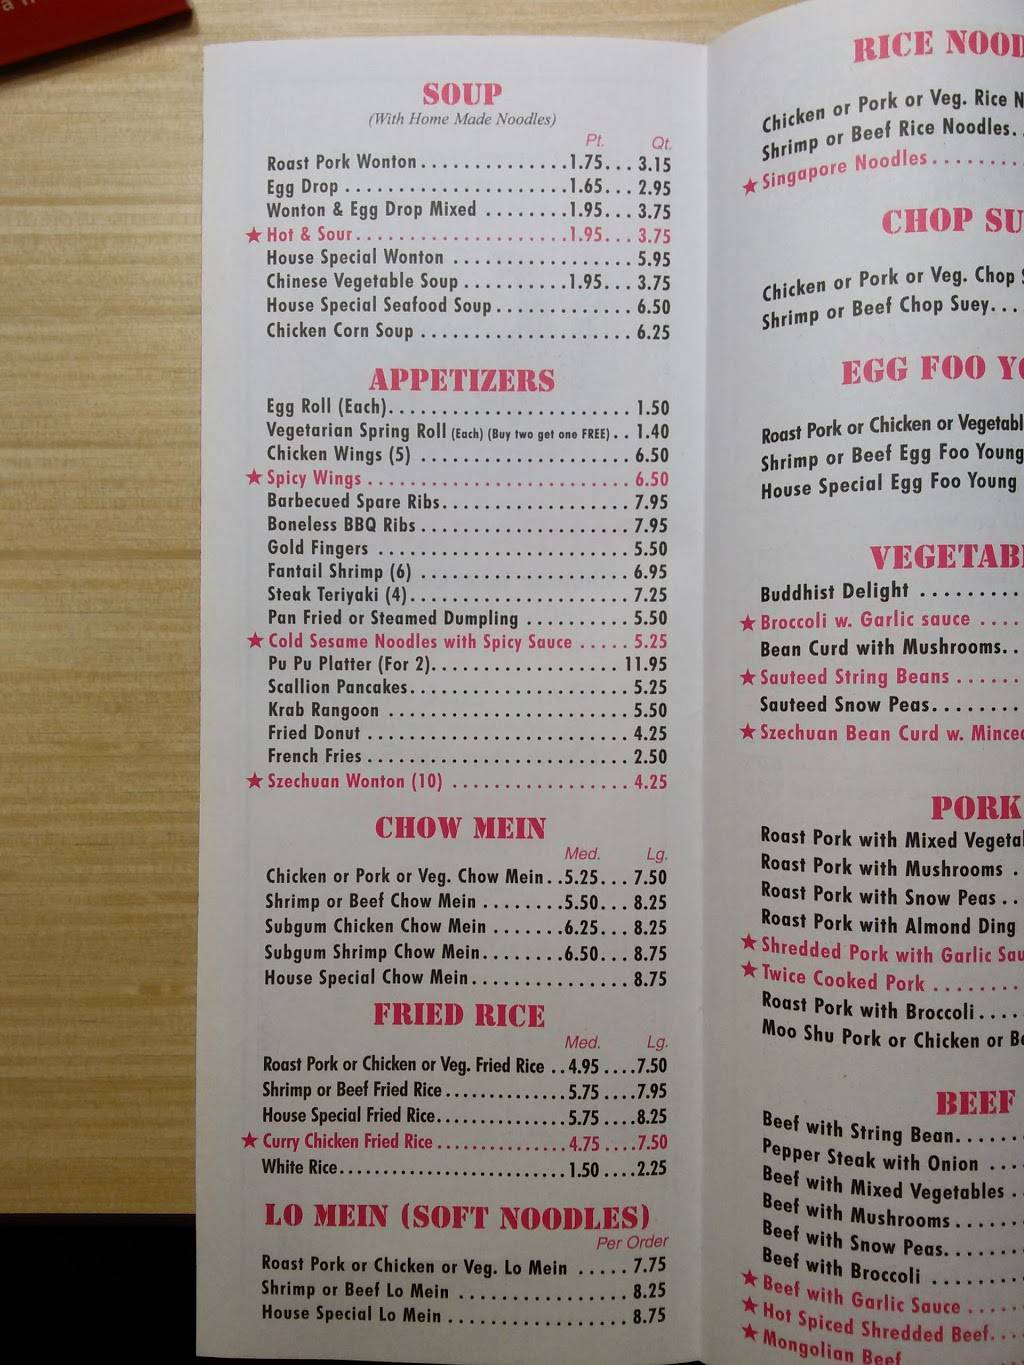 SOUP
(With Home Made Noodles)
Pt. Qt.
Roast Pork Wonton . . . . . . . . . . . . . .1.75. . . 3.15
Egg Drop . . . . . . . . . . . . . . . . . . . . .1.65. . . 2.95
Wonton & Egg Drop Mixed . . . . . . . .1.95. . . 3.75
★ Hot & Sour. . . . . . . . . . . . . . . . . . . .1.95. . . 3.75
House Special Wonton . . . . . . . . . . . . . . . . . 5.95
Chinese Vegetable Soup . . . . . . . . . .1.95. . . 3.75
House Special Seafood Soup . . . . . . . . . . . . . 6.50
Chicken Corn Soup . . . . . . . . . . . . . . . . . . . . 6.25
APPETIZERS
Egg Roll (Each). . . . . . . . . . . . . . . . . . . . . . . 1.50
Vegetarian Spring Roll (Each) (Buy two get one FREE) . . 1.40
Chicken Wings (5) . . . . . . . . . . . . . . . . . . . . 6.50
★ Spicy Wings . . . . . . . . . . . . . . . . . . . . . . . . . 6.50
Barbecued Spare Ribs. . . . . . . . . . . . . . . . . . 7.95
Boneless BBQ Ribs . . . . . . . . . . . . . . . . . . . . 7.95
Gold Fingers . . . . . . . . . . . . . . . . . . . . . . . . 5.50
Fantail Shrimp (6) . . . . . . . . . . . . . . . . . . . . 6.95
Steak Teriyaki (4). . . . . . . . . . . . . . . . . . . . . 7.25
Pan Fried or Steamed Dumpling . . . . . . . . . . 5.50
★ Cold Sesame Noodles with Spicy Sauce . . . . . 5.25
Pu Pu Platter (For 2). . . . . . . . . . . . . . . . . . 11.95
Scallion Pancakes. . . . . . . . . . . . . . . . . . . . . 5.25
Krab Rangoon . . . . . . . . . . . . . . . . . . . . . . . 5.50
Fried Donut . . . . . . . . . . . . . . . . . . . . . . . . . 4.25
French Fries . . . . . . . . . . . . . . . . . . . . . . . . . 2.50
★ Szechuan Wonton (10) . . . . . . . . . . . . . . . . . 4.25
CHOW MEIN
Med. Lg.
Chicken or Pork or Veg. Chow Mein. .5.25. . . 7.50
Shrimp or Beef Chow Mein . . . . . . . .5.50. . . 8.25
Subgum Chicken Chow Mein . . . . . . .6.25. . . 8.25
Subgum Shrimp Chow Mein. . . . . . . .6.50. . . 8.75
House Special Chow Mein. . . . . . . . . . . . . . . 8.75
FRIED RICE
Med. Lg.
Roast Pork or Chicken or Veg. Fried Rice . . 4.95 . . . .7.50
Shrimp or Beef Fried Rice . . . . . . . . . . . . 5.75 . . . .7.95
House Special Fried Rice. . . . . . . . . . . . . 5.75 . . . .8.25
★ Curry Chicken Fried Rice . . . . . . . . . . . . . 4.75 . . . .7.50
White Rice. . . . . . . . . . . . . . . . . . . . . . . 1.50 . . . .2.25
LO MEIN (SOFT NOODLES)
Per Order
Roast Pork or Chicken or Veg. Lo Mein . . . . . 7.75
Shrimp or Beef Lo Mein . . . . . . . . . . . . . . . . 8.25
House Special Lo Mein . . . . . . . . . . . . . . . . . 8.75
RICE NOOD
Chicken or Pork or Veg. Rice N
Shrimp or Beef Rice Noodles. .
★ Singapore Noodles . . . . . . . . .
CHOP SU
Chicken or Pork or Veg. Chop
Shrimp or Beef Chop Suey. . .
EGG FOO YO
Roast Pork or Chicken or Vegetabl
Shrimp or Beef Egg Foo Young
House Special Egg Foo Young
VEGETAB
Buddhist Delight . . . . . . . . . .
★ Broccoli w. Garlic sauce . . . .
Bean Curd with Mushrooms. .
★ Sauteed String Beans . . . . . .
Sauteed Snow Peas. . . . . . . . .
★ Szechuan Bean Curd w. Minced
PORK
Roast Pork with Mixed Vegetab
Roast Pork with Mushrooms .
Roast Pork with Snow Peas . .
Roast Pork with Almond Ding
★ Shredded Pork with Garlic Sau
★ Twice Cooked Pork . . . . . . . .
Roast Pork with Broccoli . . . .
Moo Shu Pork or Chicken or Be
BEEF
Beef with String Bean. . . . . . .
Pepper Steak with Onion . . . .
Beef with Mixed Vegetables . .
Beef with Mushrooms . . . . . . .
Beef with Snow Peas. . . . . . . .
Beef with Broccoli . . . . . . . . .
★ Beef with Garlic Sauce . . . . . .
★ Hot Spiced Shredded Beef. . . .
★ Mongolian Beef